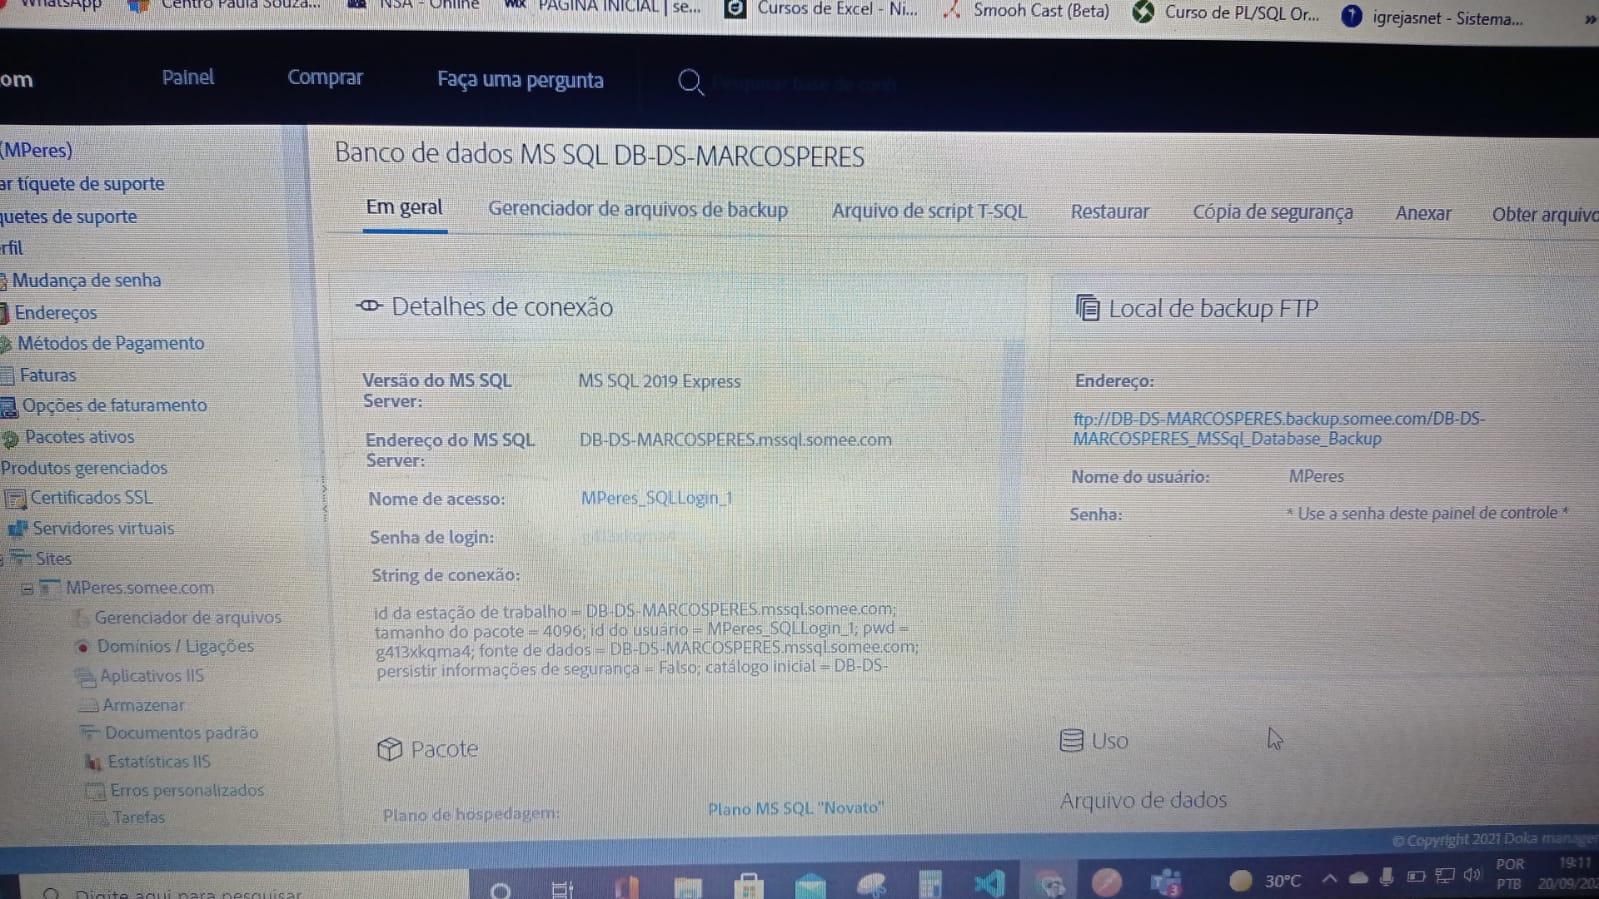 WhatsApp
Centro Paula Souza...
NSA - Online
PÁGINA INICIAL | se...
Cursos de Excel - Ni...
Smooh Cast (Beta)
Curso de PL/SQL Or...
igrejasnet - Sistema...
»
om
Painel
Comprar
Faça uma pergunta
(MPeres)
ar tíquete de suporte
quetes de suporte
rfil
Mudança de senha
Endereços
Métodos de Pagamento
Faturas
Opções de faturamento
Pacotes ativos
Produtos gerenciados
Certificados SSL
Servidores virtuais
Sites
MPeres.somee.com
Gerenciador de arquivos
Domínios / Ligações
Aplicativos IIS
Armazenar
Documentos padrão
Estatísticas IIS
Erros personalizados
Tarefas
Banco de dados MS SQL DB-DS-MARCOSPERES
Em geral
Gerenciador de arquivos de backup
Arquivo de script T-SQL
Restaurar
Cópia de segurança
Anexar
Obter arquivo
Detalhes de conexão
Versão do MS SQL
Server:
MS SQL 2019 Express
Endereço do MS SQL
Server:
DB-DS-MARCOSPERES.mssql.somee.com
Nome de acesso:
MPeres_SQLLogin_1
Senha de login:
g413xkqma4
String de conexão:
id da estação de trabalho = DB-DS-MARCOSPERES.mssql.somee.com;
tamanho do pacote = 4096; id do usuário = MPeres_SQLLogin_1; pwd =
g413xkqma4; fonte de dados = DB-DS-MARCOSPERES.mssql.somee.com;
persistir informações de segurança = Falso; catálogo inicial = DB-DS-
Local de backup FTP
Endereço:
ftp://DB-DS-MARCOSPERES.backup.somee.com/DB-DS-
MARCOSPERES_MSSql_Database_Backup
Nome do usuário:
MPeres
Senha:
* Use a senha deste painel de controle *
Pacote
Plano de hospedagem:
Plano MS SQL "Novato"
Uso
Arquivo de dados
© Copyright 2021 Doka manager
Digite aqui para pesquisar
3
30°C
POR
PTB
19:11
20/09/202